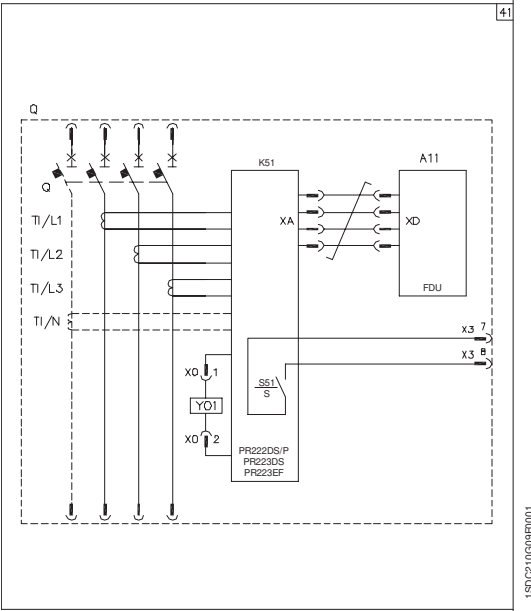 41
Q
K51
A11
Q
XA
XD
TI/L1
TI/L2
TI/L3
FDU
TI/N
X3 7
X3 8
X0 1
S51
S
Y01
X0 2
PR222DS/P
PR223DS
PR223EF
1SDC210G09F0001